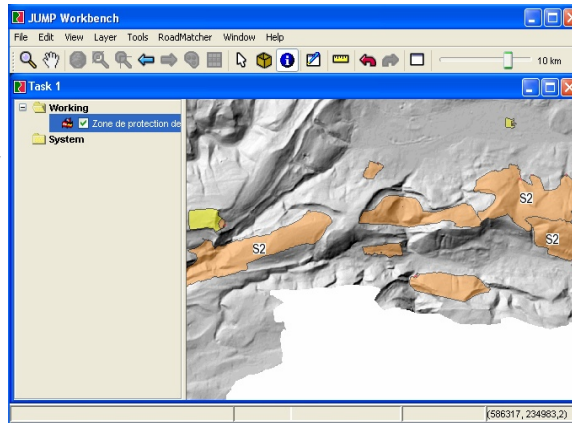 JUMP Workbench
File Edit View Layer Tools RoadMatcher Window Help
10 km
Task 1
Working
Zone de protection de
System
S2
S2
S2
(586317, 234983,2)